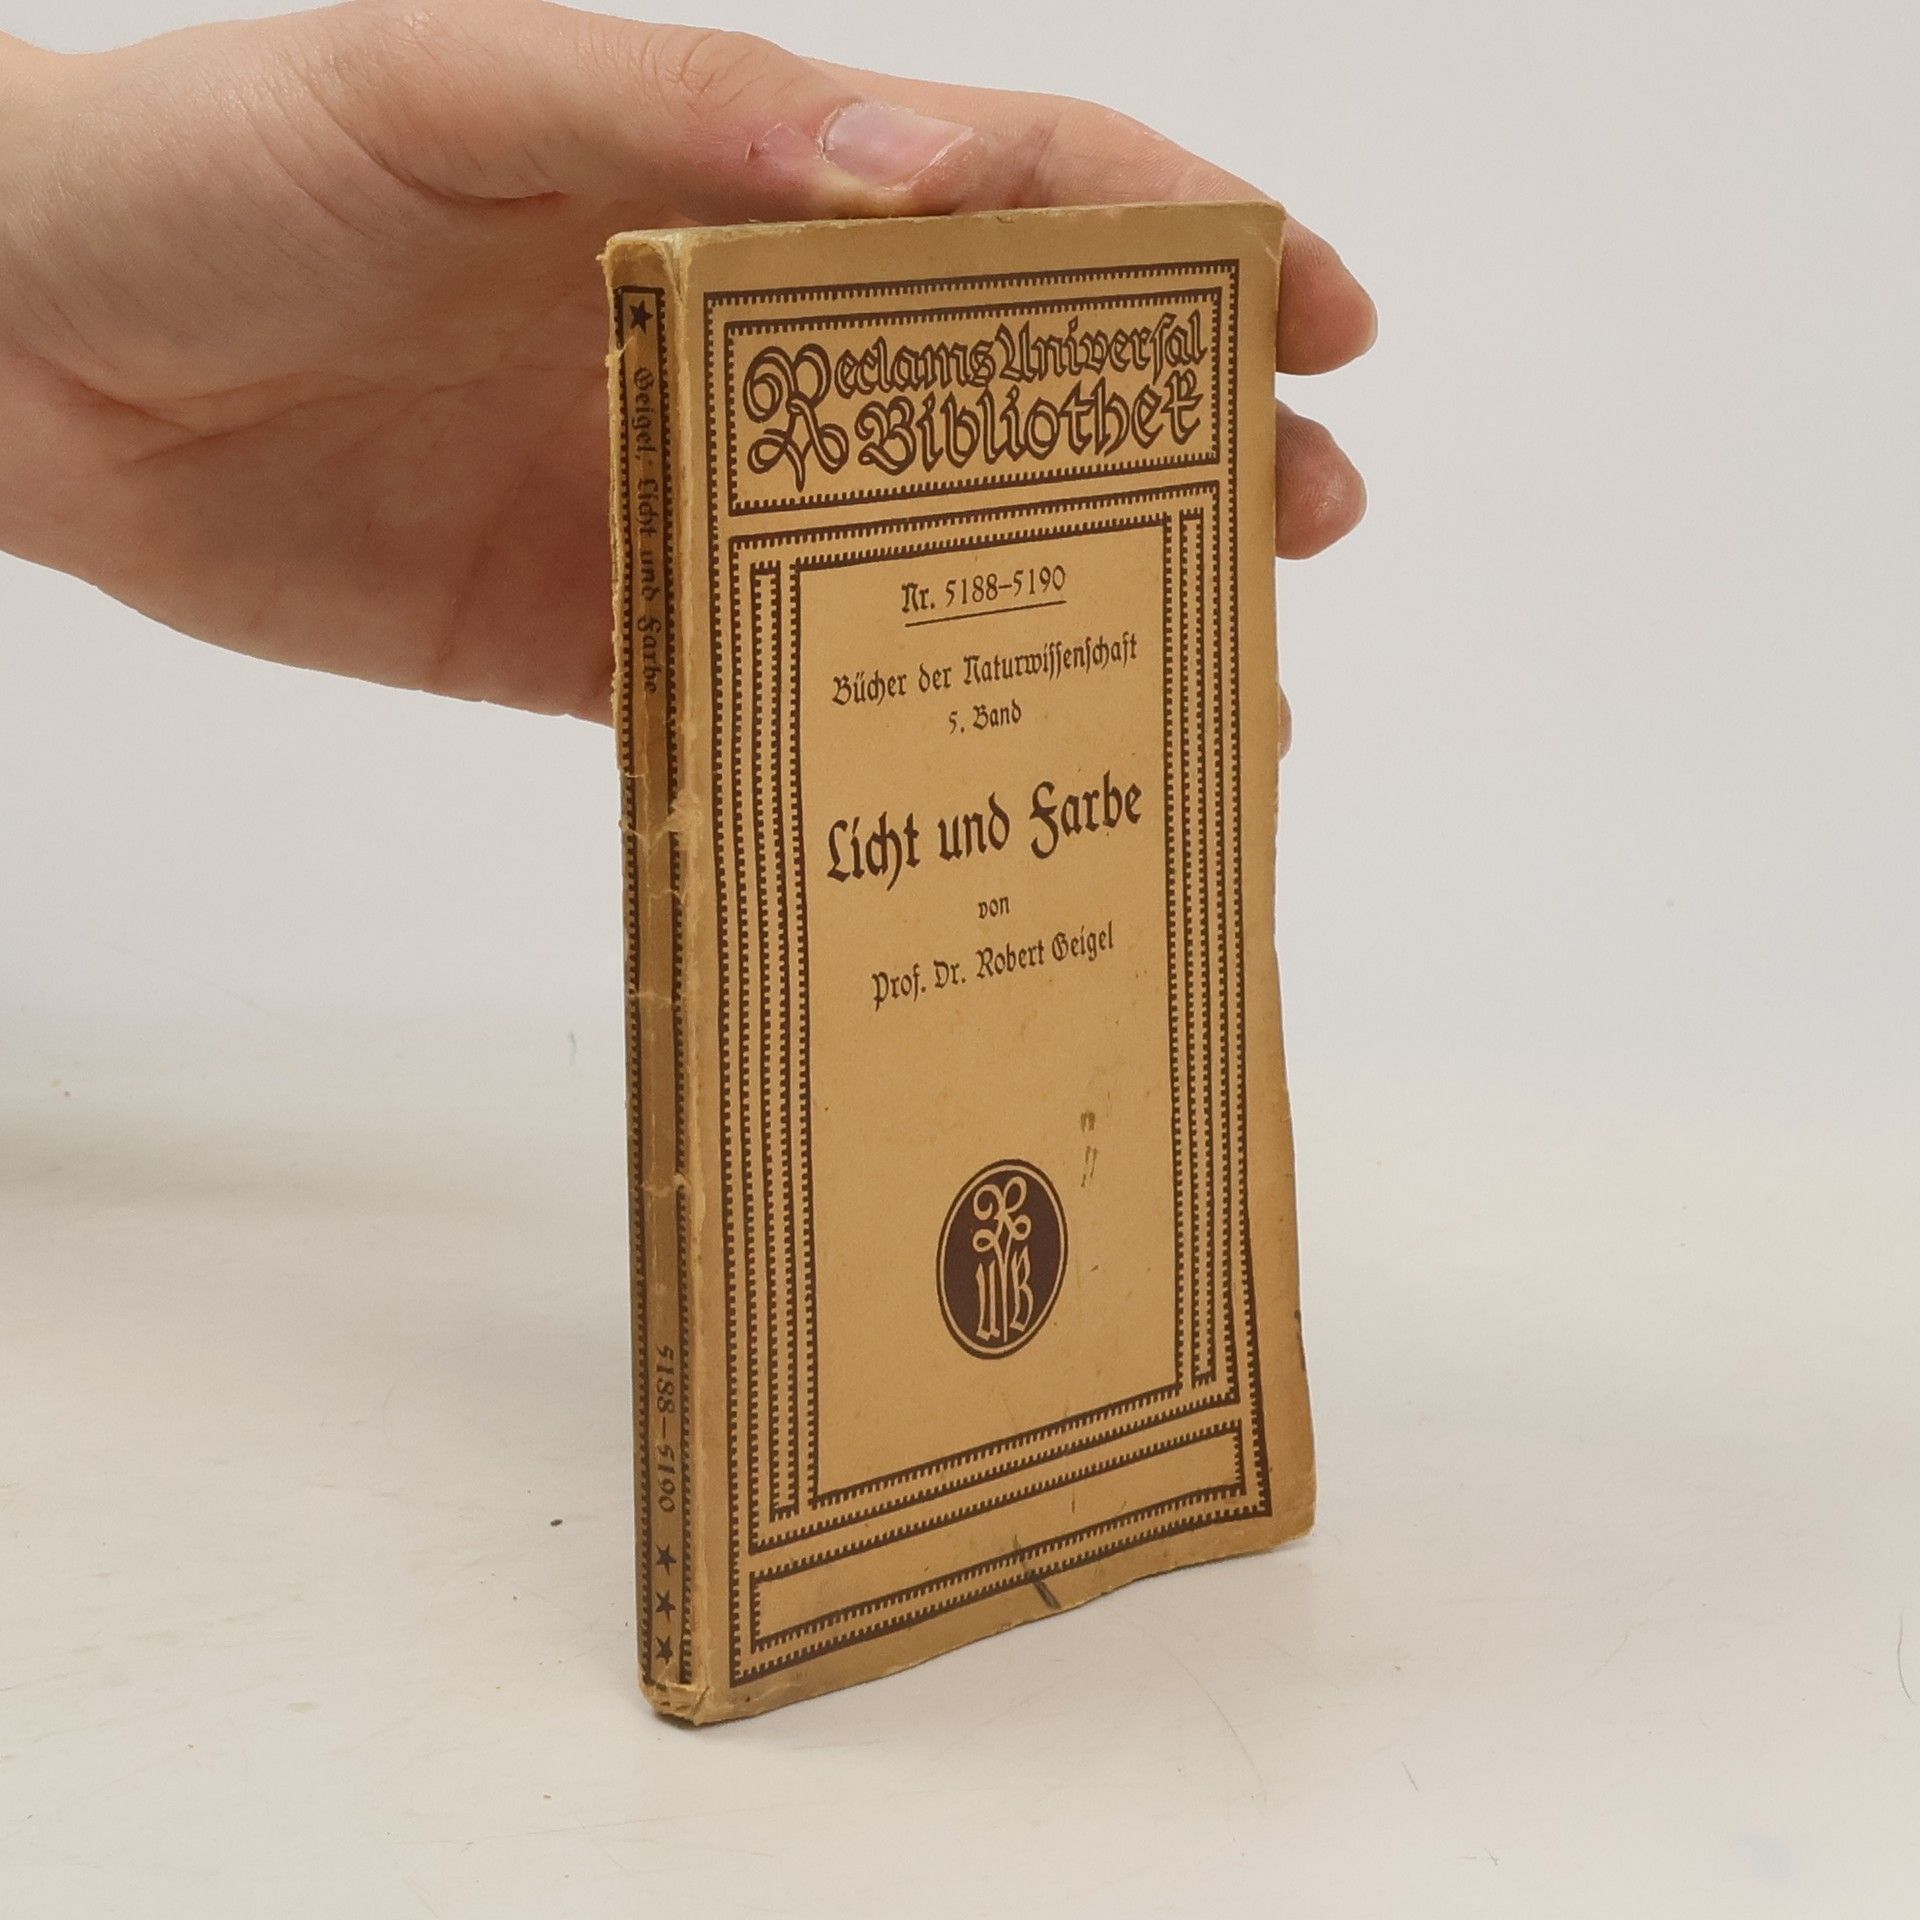 Geigel, Licht und Farbe
5188–5190
Reclams Universal
Bibliothek
Nr. 5188–5190
Bücher der Naturwissenschaft
5. Band
Licht und Farbe
von
Prof. Dr. Robert Geigel
R
UB